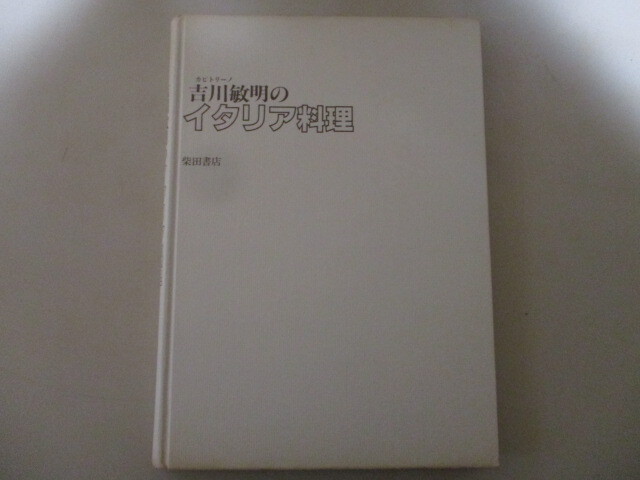 カピトリーノ
吉川敏明の
イタリア料理
柴田書店